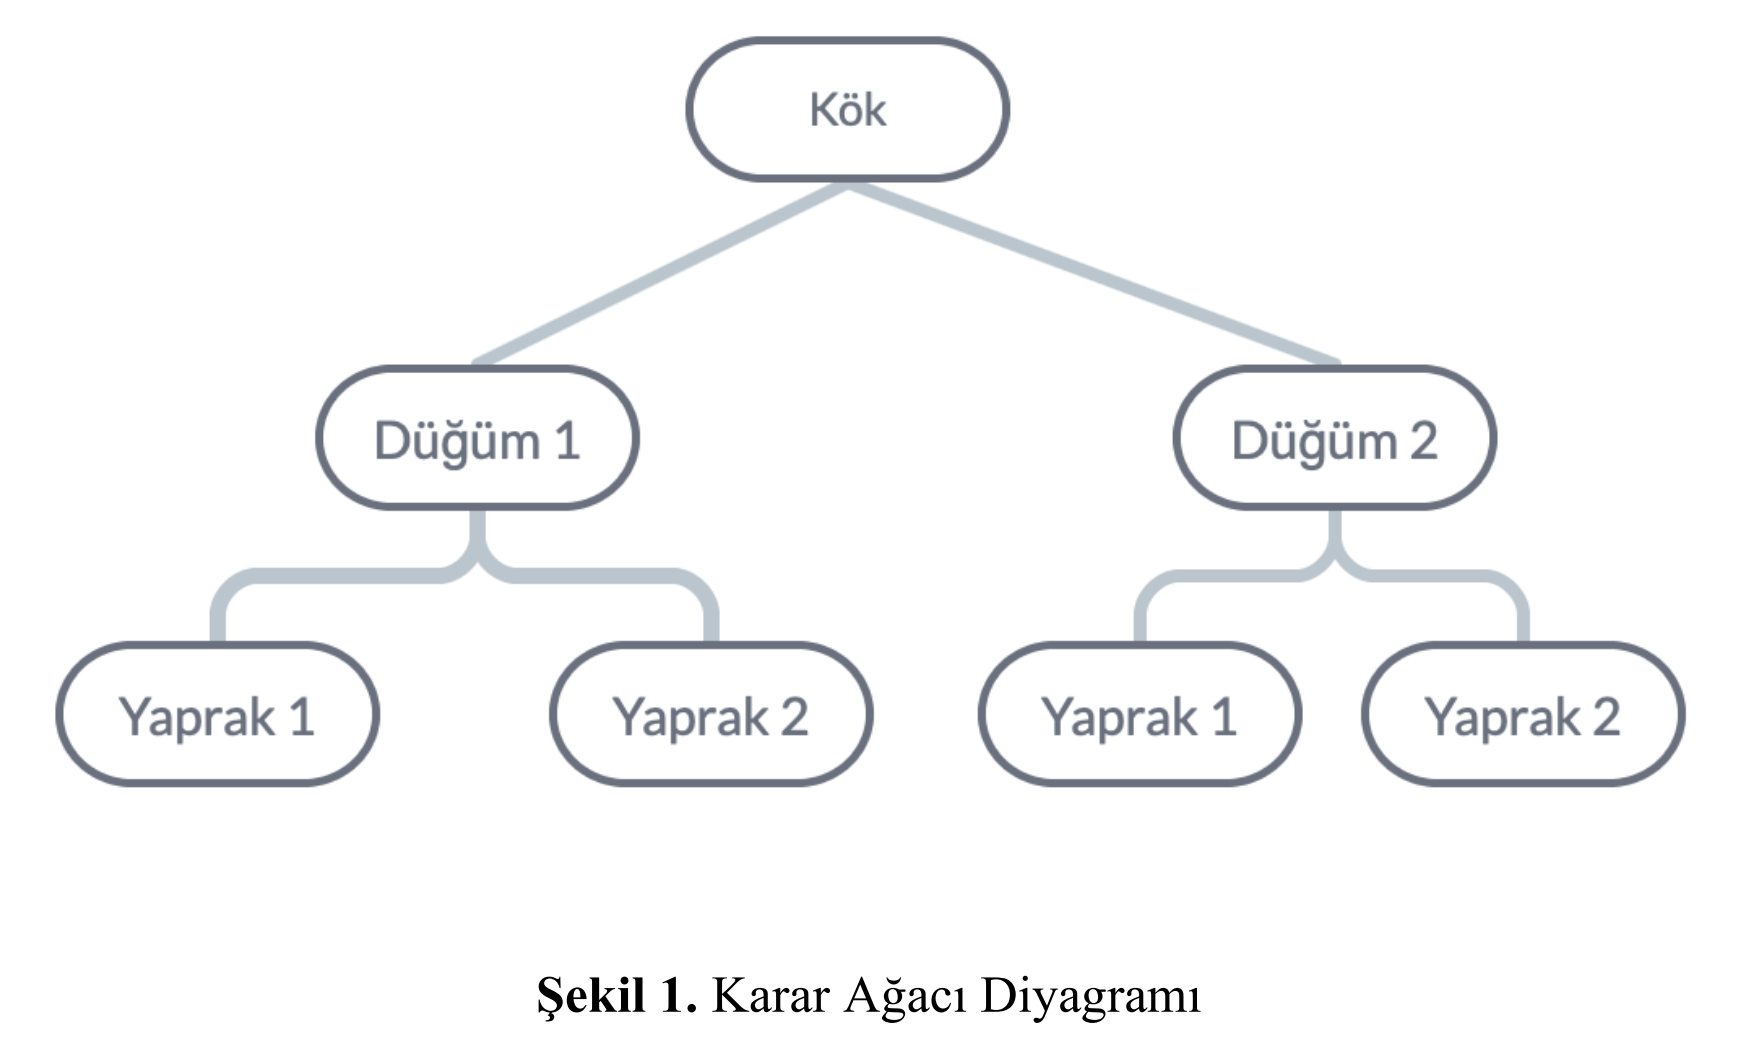 Kök
Düğüm 1
Düğüm 2
Yaprak 1
Yaprak 2
Yaprak 1
Yaprak 2
Şekil 1. Karar Ağacı Diyagramı